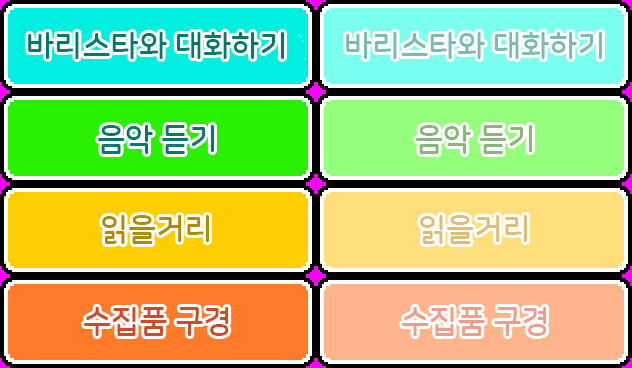 바리스타와 대화하기 바리스타와 대화하기
음악 듣기 음악 듣기
읽을거리 읽을거리
수집품 구경 수집품 구경